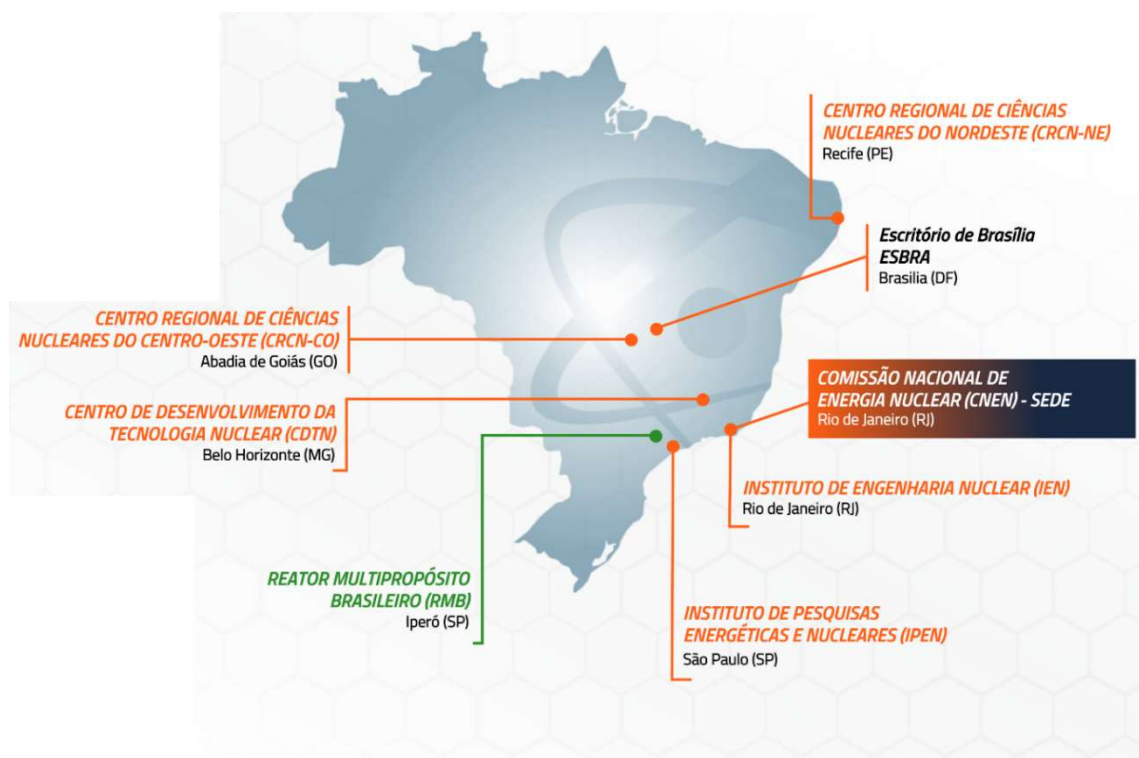 CENTRO REGIONAL DE CIÊNCIAS
NUCLEARES DO NORDESTE (CRCN-NE)
Recife (PE)
Escritório de Brasília
ESBRA
Brasilia (DF)
CENTRO REGIONAL DE CIÊNCIAS
NUCLEARES DO CENTRO-OESTE (CRCN-CO)
Abadia de Goiás (GO)
COMISSÃO NACIONAL DE
ENERGIA NUCLEAR (CNEN) - SEDE
Rio de Janeiro (RJ)
CENTRO DE DESENVOLVIMENTO DA
TECNOLOGIA NUCLEAR (CDTN)
Belo Horizonte (MG)
INSTITUTO DE ENGENHARIA NUCLEAR (IEN)
Rio de Janeiro (RJ)
REATOR MULTIPROPÓSITO
BRASILEIRO (RMB)
Iperó (SP)
INSTITUTO DE PESQUISAS
ENERGÉTICAS E NUCLEARES (IPEN)
São Paulo (SP)